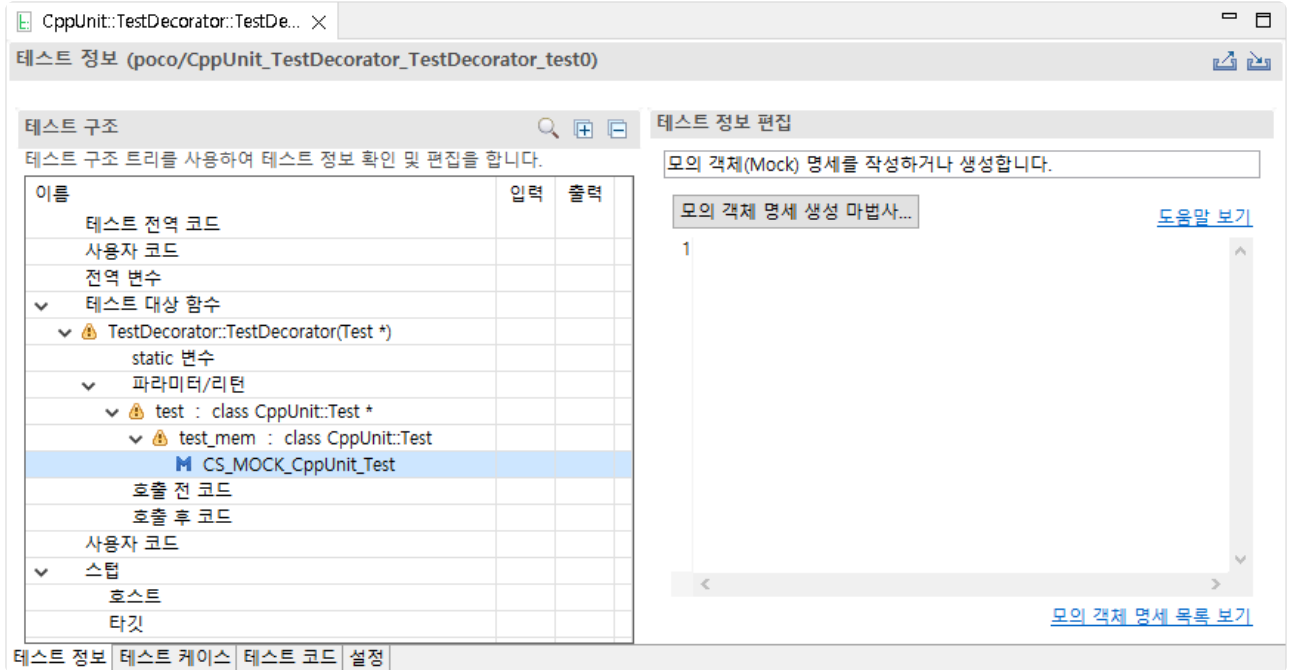 CppUnit::TestDecorator::TestDe...
테스트 정보 (poco/CppUnit_TestDecorator_TestDecorator_test0)
테스트 구조
테스트 구조 트리를 사용하여 테스트 정보 확인 및 편집을 합니다.
이름 입력 출력
테스트 전역 코드
사용자 코드
전역 변수
테스트 대상 함수
TestDecorator::TestDecorator(Test *)
static 변수
파라미터/리턴
test : class CppUnit::Test *
test_mem : class CppUnit::Test
M CS_MOCK_CppUnit_Test
호출 전 코드
호출 후 코드
사용자 코드
스텁
호스트
타깃
테스트 정보 편집
모의 객체(Mock) 명세를 작성하거나 생성합니다.
모의 객체 명세 생성 마법사...
도움말 보기
1
모의 객체 명세 목록 보기
테스트 정보 테스트 케이스 테스트 코드 설정